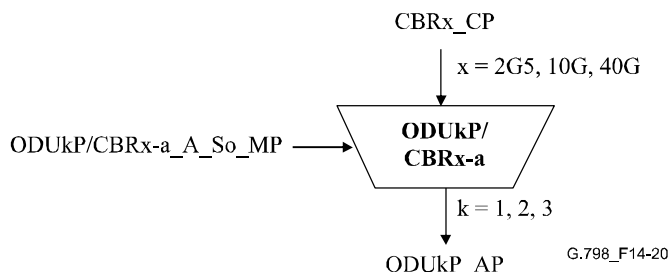 CBRx_CP
x = 2G5, 10G, 40G
ODUkP/
CBRx-a
ODUkP/CBRx-a_A_So_MP
k = 1, 2, 3
ODUkP_AP
G.798_F14-20